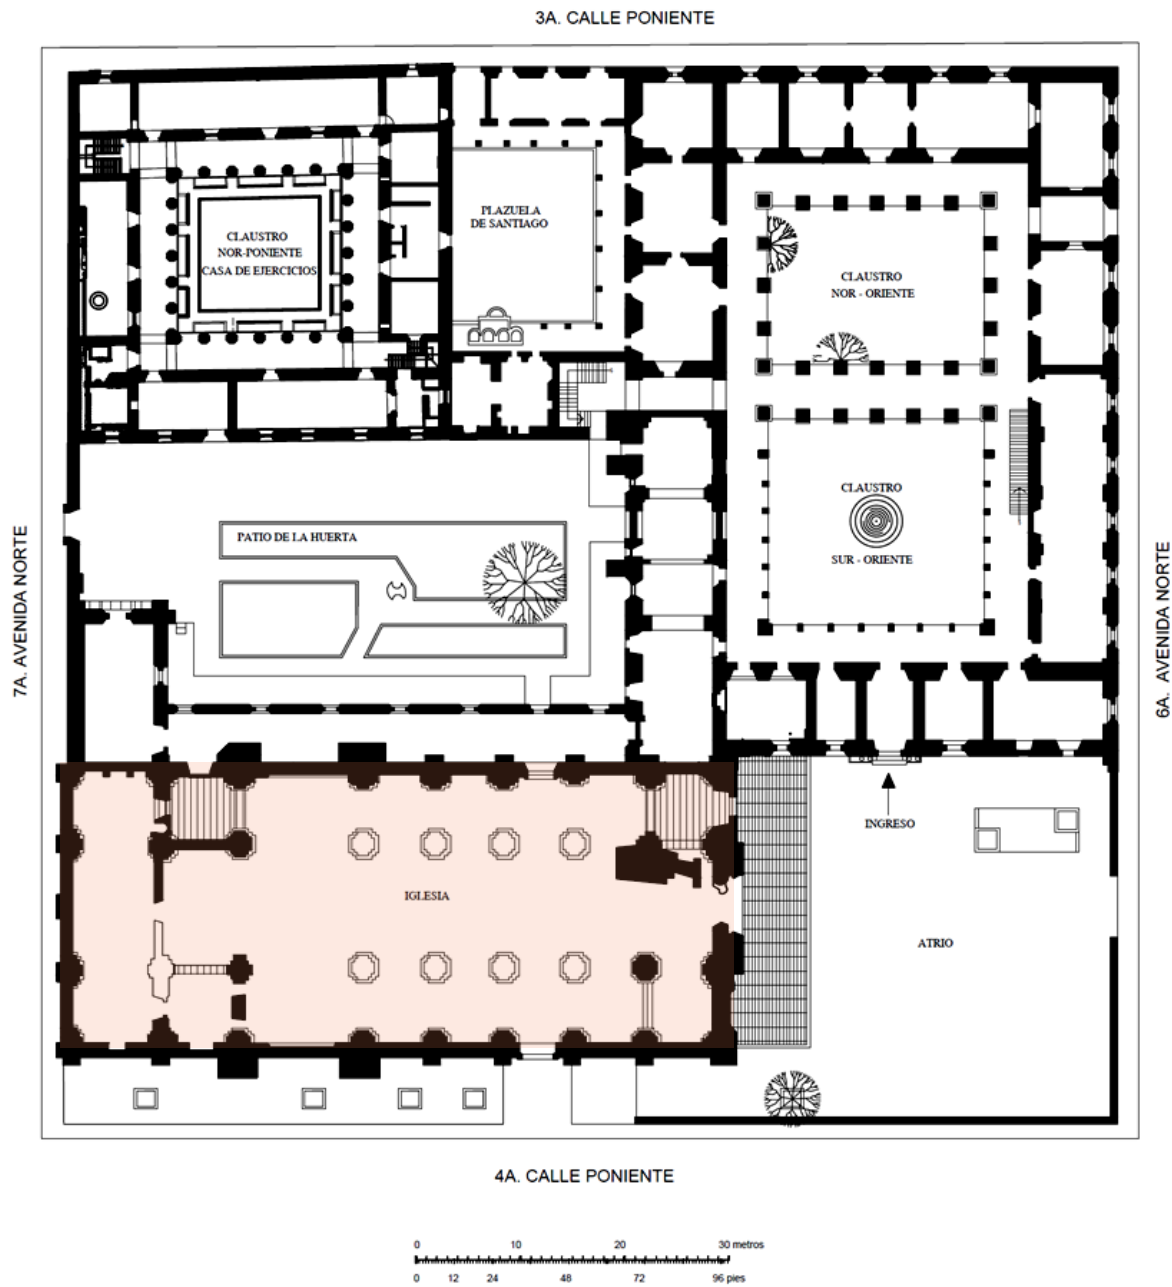 3A. CALLE PONIENTE
CLAUSTRO
NOR-PONIENTE
CASA DE EJERCICIOS
PLAZUELA
DE SANTIAGO
CLAUSTRO
NOR - ORIENTE
CLAUSTRO
SUR - ORIENTE
PATIO DE LA HUERTA
7A. AVENIDA NORTE
6A. AVENIDA NORTE
INGRESO
IGLESIA
ATRIO
4A. CALLE PONIENTE
0 10 20 30 metros
0 12 24 48 72 96 pies